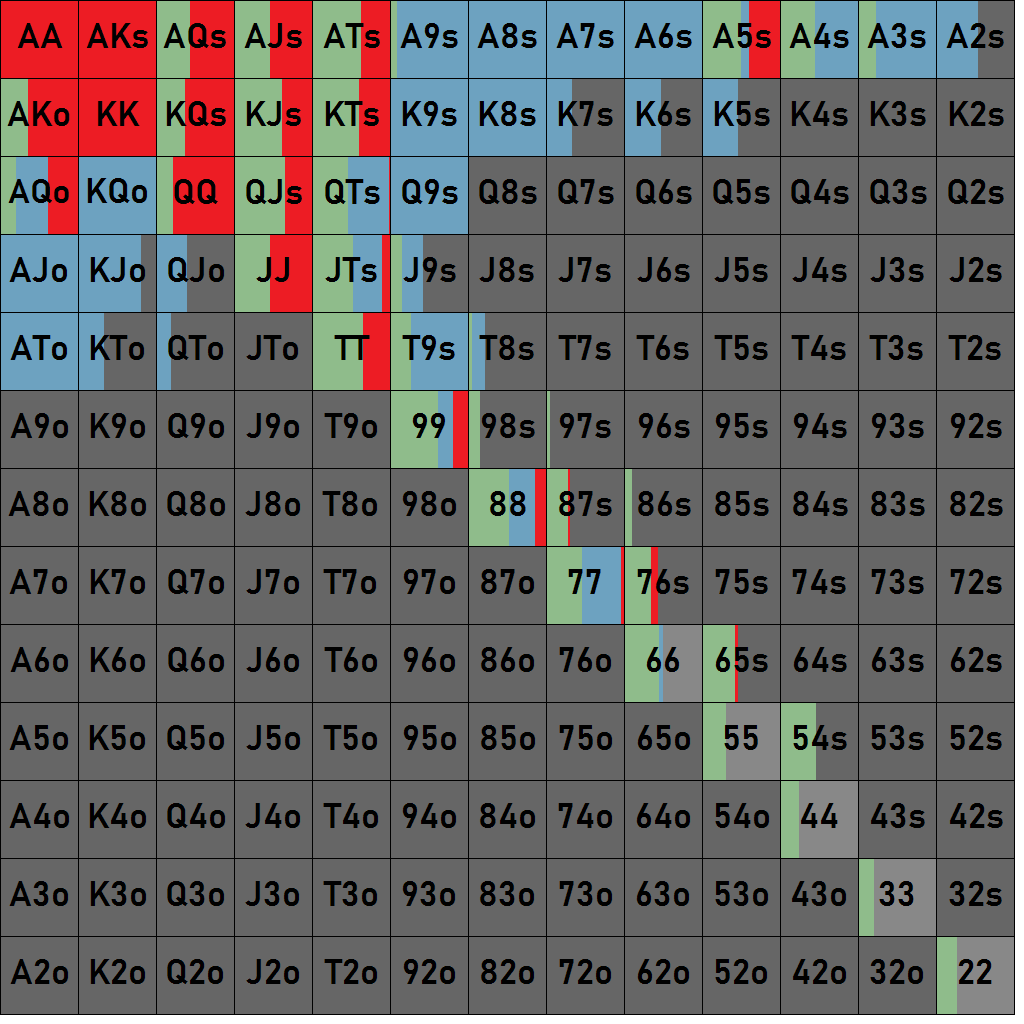 AA AKs AQs AJs ATs A9s A8s A7s A6s A5s A4s A3s A2s
AKo KK KQs KJs KTs K9s K8s K7s K6s K5s K4s K3s K2s
AQo KQo QQ QJs QTs Q9s Q8s Q7s Q6s Q5s Q4s Q3s Q2s
AJo KJo QJo JJ JTs J9s J8s J7s J6s J5s J4s J3s J2s
ATo KTo QTo JTo TT T9s T8s T7s T6s T5s T4s T3s T2s
A9o K9o Q9o J9o T9o 99 98s 97s 96s 95s 94s 93s 92s
A8o K8o Q8o J8o T8o 98o 88 87s 86s 85s 84s 83s 82s
A7o K7o Q7o J7o T7o 97o 87o 77 76s 75s 74s 73s 72s
A6o K6o Q6o J6o T6o 96o 86o 76o 66 65s 64s 63s 62s
A5o K5o Q5o J5o T5o 95o 85o 75o 65o 55 54s 53s 52s
A4o K4o Q4o J4o T4o 94o 84o 74o 64o 54o 44 43s 42s
A3o K3o Q3o J3o T3o 93o 83o 73o 63o 53o 43o 33 32s
A2o K2o Q2o J2o T2o 92o 82o 72o 62o 52o 42o 32o 22